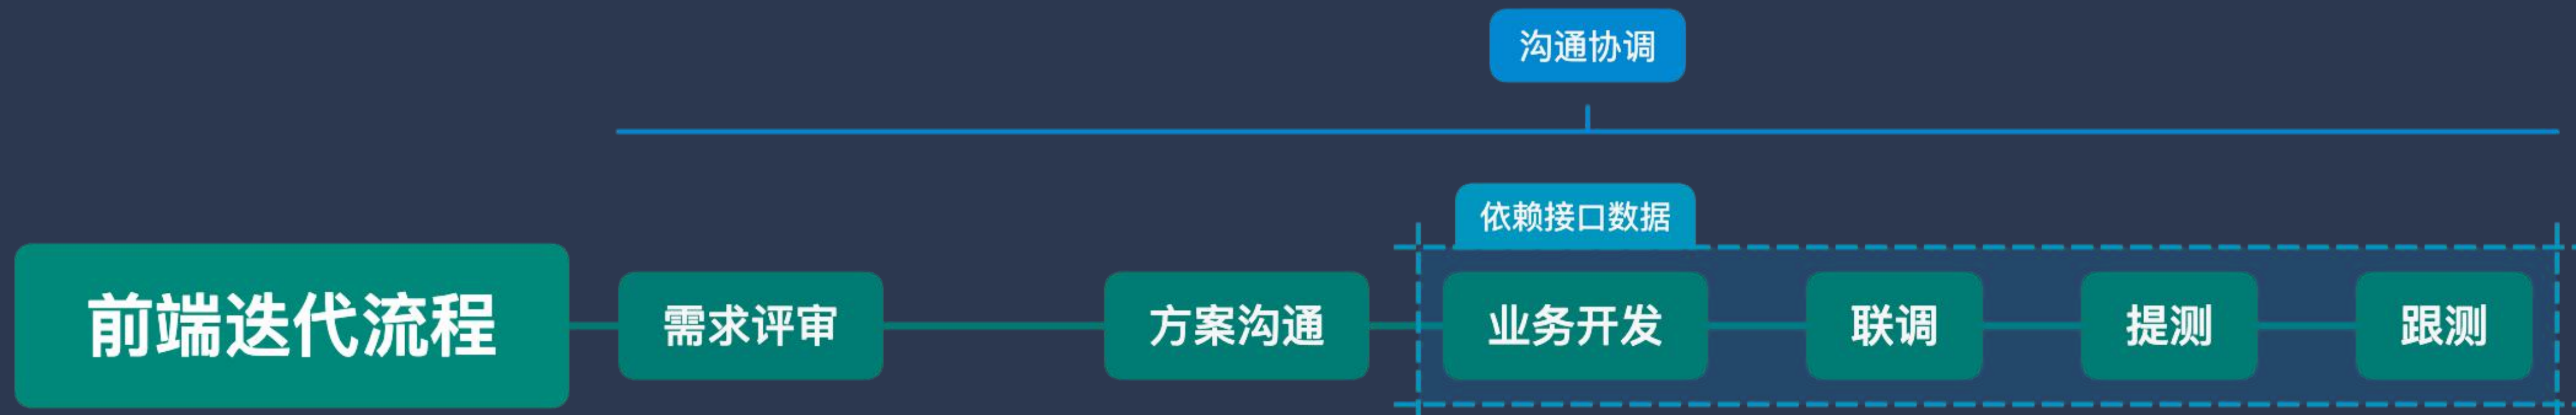 沟通协调
依赖接口数据
前端迭代流程
需求评审
方案沟通
业务开发
联调
提测
跟测